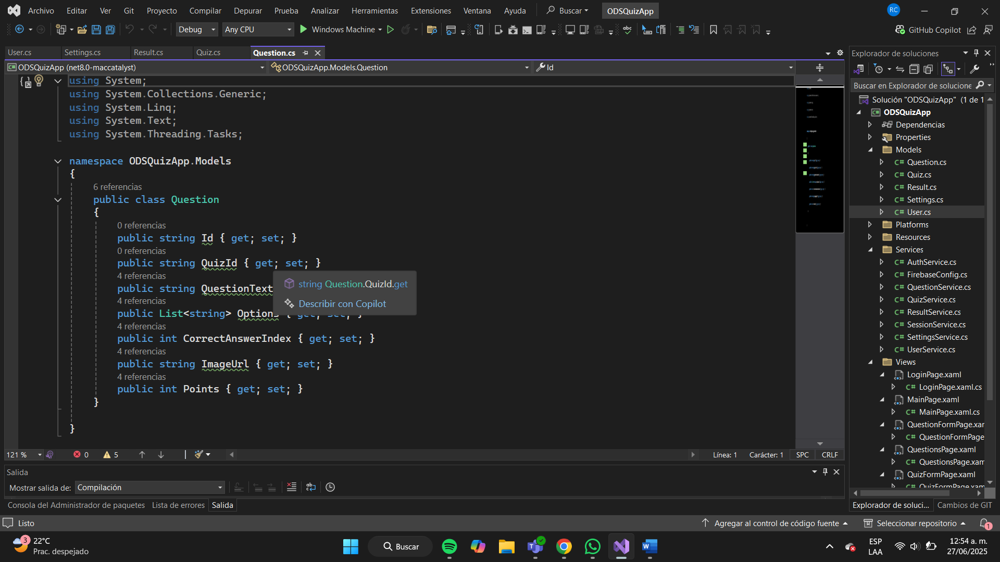 Archivo Editar Ver Git Proyecto Compilar Depurar Prueba Analizar Herramientas Extensiones Ventana Ayuda Buscar ODSQuizApp RC
Debug Any CPU Windows Machine abc GitHub Copilot
User.cs Settings.cs Result.cs Quiz.cs Question.cs
Explorador de soluciones
ODSQuizApp (net8.0-maccatalyst) ODSQuizApp.Models.Question Id
Buscar en Explorador de solucione
using System;
using System.Collections.Generic;
using System.Linq;
using System.Text;
using System.Threading.Tasks;
namespace ODSQuizApp.Models
{
6 referencias
public class Question
{
0 referencias
public string Id { get; set; }
0 referencias
public string QuizId { get; set; }
4 referencias
public string QuestionText
string Question.QuizId.get
Describir con Copilot
4 referencias
public List<string> Options { get; set; }
4 referencias
public int CorrectAnswerIndex { get; set; }
4 referencias
public string ImageUrl { get; set; }
4 referencias
public int Points { get; set; }
}
}
Solución "ODSQuizApp" (1 de 1
ODSQuizApp
Dependencias
Properties
Models
C# Question.cs
C# Quiz.cs
C# Result.cs
C# Settings.cs
C# User.cs
Platforms
Resources
Services
C# AuthService.cs
C# FirebaseConfig.cs
C# QuestionService.cs
C# QuizService.cs
C# ResultService.cs
C# SessionService.cs
C# SettingsService.cs
C# UserService.cs
Views
LoginPage.xaml
C# LoginPage.xaml.cs
MainPage.xaml
C# MainPage.xaml.cs
QuestionFormPage.xar
C# QuestionFormPage
QuestionsPage.xaml
C# QuestionsPage.xam
QuizFormPage.xaml
C# QuizFormPage.xam
121 % 0 5 Línea: 1 Carácter: 1 SPC CRLF
Salida
Mostrar salida de: Compilación
Consola del Administrador de paquetes Lista de errores Salida
Explorador de soluci... Cambios de GIT
Listo Agregar al control de código fuente Seleccionar repositorio 1
3 22°C
Prac. despejado
Buscar
ESP
LAA
12:54 a. m.
27/06/2025